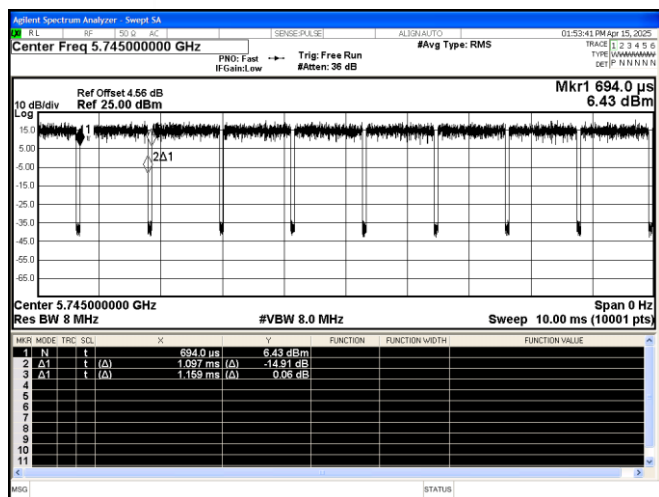 Agilent Spectrum Analyzer - Swept SA
RL RF 50 Ω AC SENSE:PULSE ALIGNAUTO 01:53:41 PM Apr 15, 2025
Center Freq 5.745000000 GHz #Avg Type: RMS TRACE 1 2 3 4 5 6
PNO: Fast Trig: Free Run TYPE
IFGain:Low #Atten: 36 dB DET P N N N N N
Mkr1 694.0 µs
6.43 dBm
Ref Offset 4.56 dB
10 dB/div Ref 25.00 dBm
Log
15.0
5.00
-5.00
-15.0
-25.0
-35.0
-45.0
-55.0
-65.0
1
2Δ1
Center 5.745000000 GHz Span 0 Hz
Res BW 8 MHz #VBW 8.0 MHz Sweep 10.00 ms (10001 pts)
MKR MODE TRC SCL X Y FUNCTION FUNCTION WIDTH FUNCTION VALUE
1 N t 694.0 µs 6.43 dBm
2 Δ1 t (Δ) 1.097 ms (Δ) -14.91 dB
3 Δ1 t (Δ) 1.159 ms (Δ) 0.06 dB
4
5
6
7
8
9
10
11
MSG STATUS